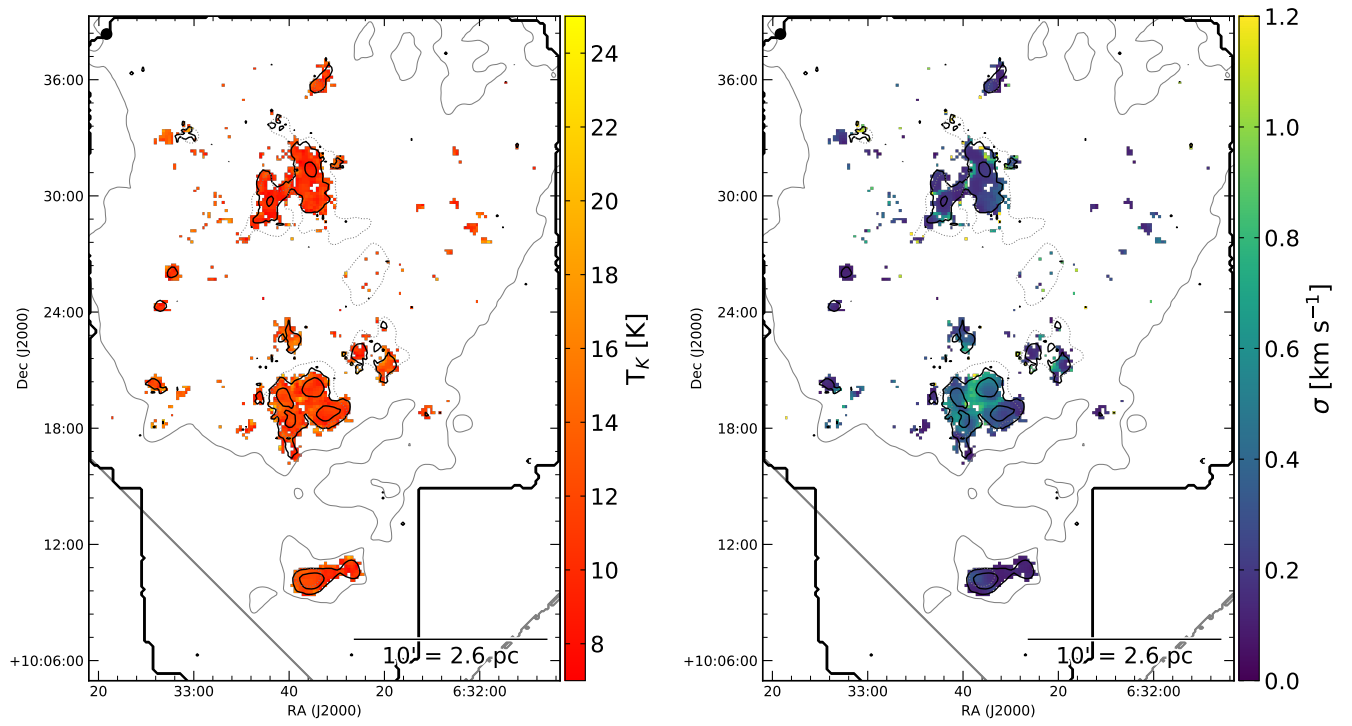 36:00
30:00
24:00
18:00
12:00
+10:06:00
Dec (J2000)
20 33:00 40 20 6:32:00
RA (J2000)
10' = 2.6 pc
24
22
20
18
16
14
12
10
8
T_K [K]
36:00
30:00
24:00
18:00
12:00
+10:06:00
Dec (J2000)
20 33:00 40 20 6:32:00
RA (J2000)
10' = 2.6 pc
1.2
1.0
0.8
0.6
0.4
0.2
0.0
σ [km s⁻¹]